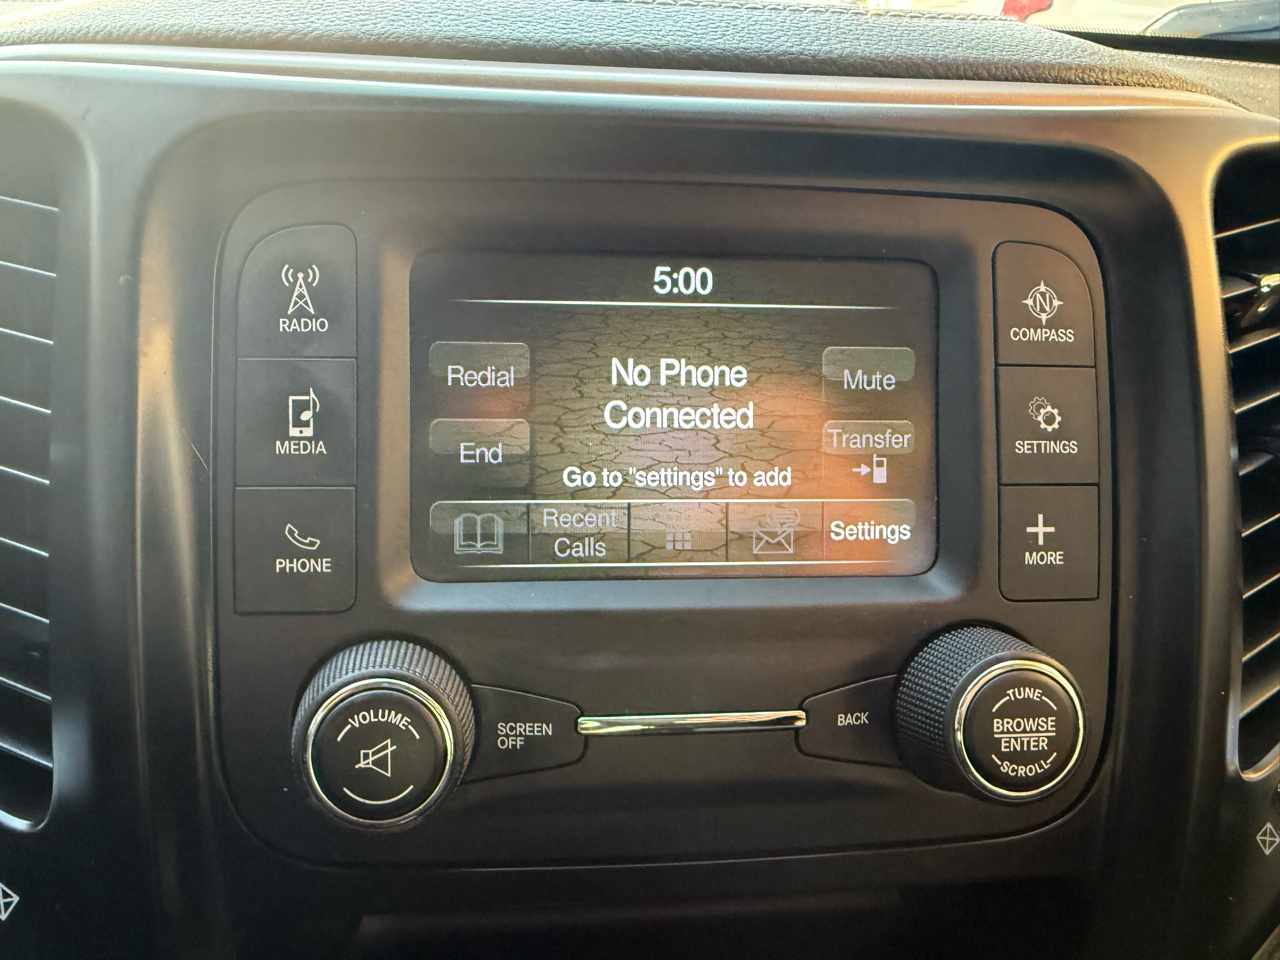 5:00
RADIO
MEDIA
PHONE
Redial
End
No Phone
Connected
Go to "settings" to add
Mute
Transfer
Recent
Calls
Settings
N
COMPASS
SETTINGS
MORE
VOLUME
SCREEN
OFF
BACK
TUNE
BROWSE
ENTER
SCROLL